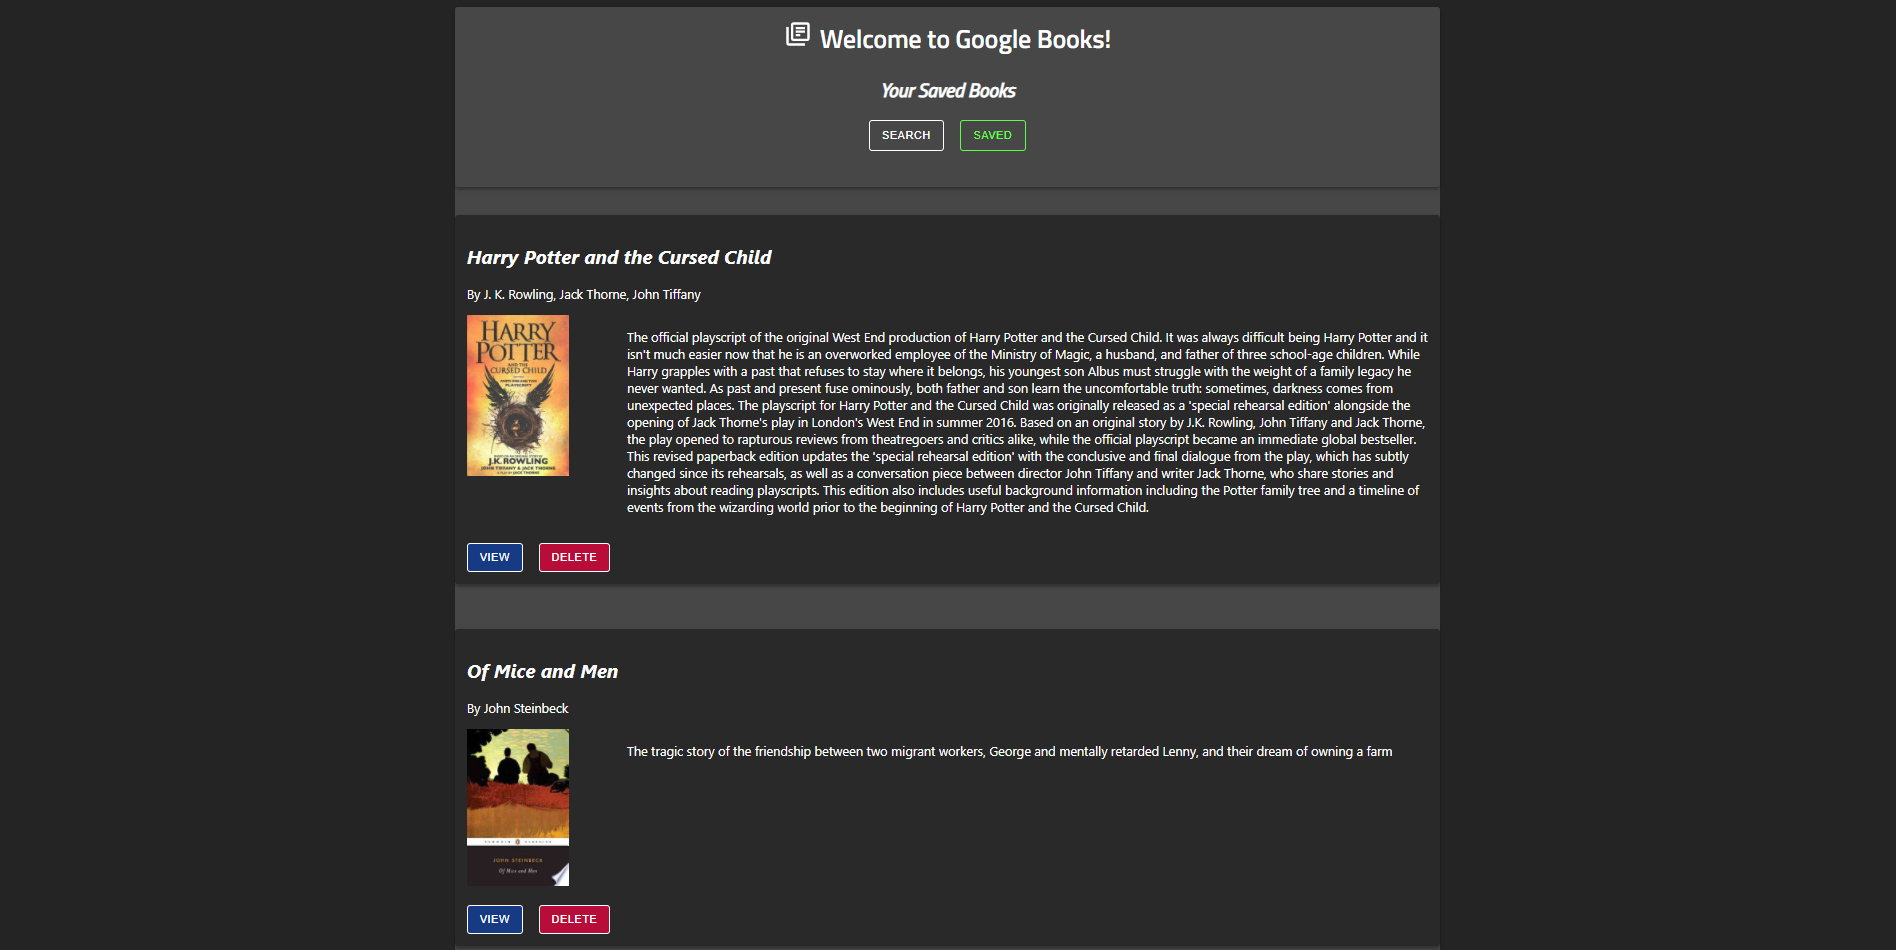 Welcome to Google Books!
Your Saved Books
SEARCH SAVED
Harry Potter and the Cursed Child
By J. K. Rowling, Jack Thorne, John Tiffany
HARRY
POTTER
AND THE
CURSED CHILD
PARTS ONE AND TWO
PLAYSCRIPT
J.K. ROWLING
JOHN TIFFANY & JACK THORNE
A PLAY BY JACK THORNE
The official playscript of the original West End production of Harry Potter and the Cursed Child. It was always difficult being Harry Potter and it
isn't much easier now that he is an overworked employee of the Ministry of Magic, a husband, and father of three school-age children. While
Harry grapples with a past that refuses to stay where it belongs, his youngest son Albus must struggle with the weight of a family legacy he
never wanted. As past and present fuse ominously, both father and son learn the uncomfortable truth: sometimes, darkness comes from
unexpected places. The playscript for Harry Potter and the Cursed Child was originally released as a 'special rehearsal edition' alongside the
opening of Jack Thorne's play in London's West End in summer 2016. Based on an original story by J.K. Rowling, John Tiffany and Jack Thorne,
the play opened to rapturous reviews from theatregoers and critics alike, while the official playscript became an immediate global bestseller.
This revised paperback edition updates the 'special rehearsal edition' with the conclusive and final dialogue from the play, which has subtly
changed since its rehearsals, as well as a conversation piece between director John Tiffany and writer Jack Thorne, who share stories and
insights about reading playscripts. This edition also includes useful background information including the Potter family tree and a timeline of
events from the wizarding world prior to the beginning of Harry Potter and the Cursed Child.
VIEW DELETE
Of Mice and Men
By John Steinbeck
PENGUIN CLASSICS
JOHN STEINBECK
Of Mice and Men
The tragic story of the friendship between two migrant workers, George and mentally retarded Lenny, and their dream of owning a farm
VIEW DELETE